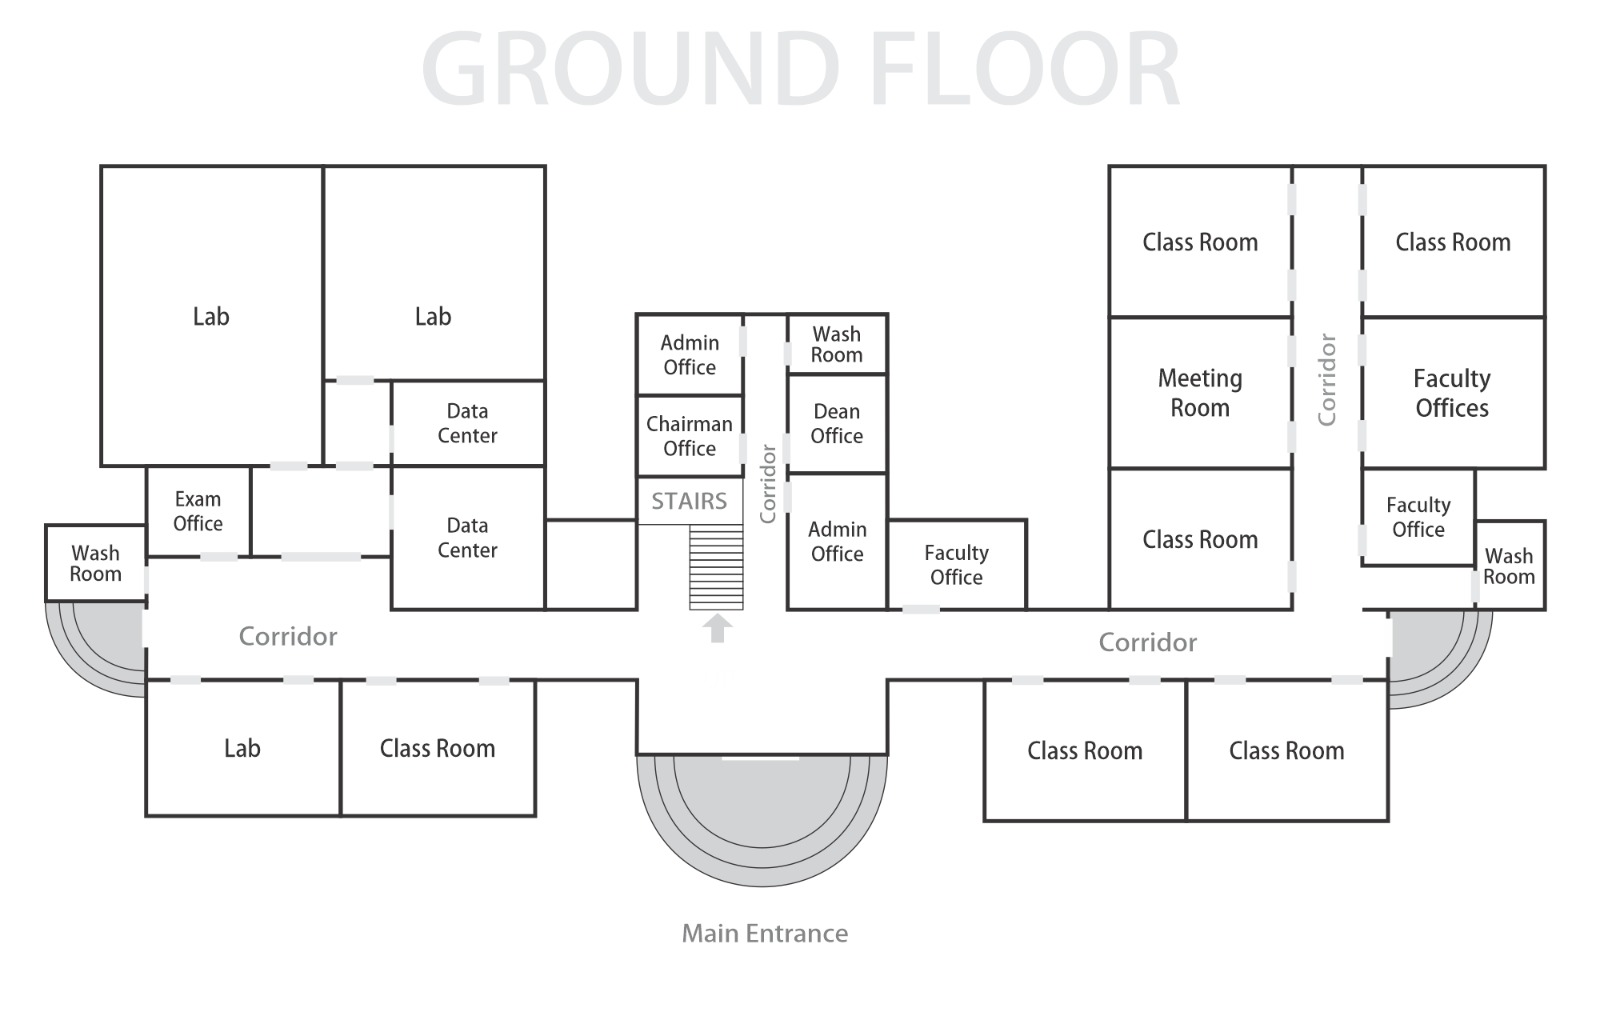 GROUND FLOOR
Lab
Lab
Data
Center
Exam
Office
Data
Center
Wash
Room
Corridor
Lab
Class Room
Admin
Office
Chairman
Office
STAIRS
Corridor
Wash
Room
Dean
Office
Admin
Office
Faculty
Office
Class Room
Meeting
Room
Class Room
Corridor
Class Room
Faculty
Offices
Faculty
Office
Wash
Room
Corridor
Class Room
Class Room
Main Entrance